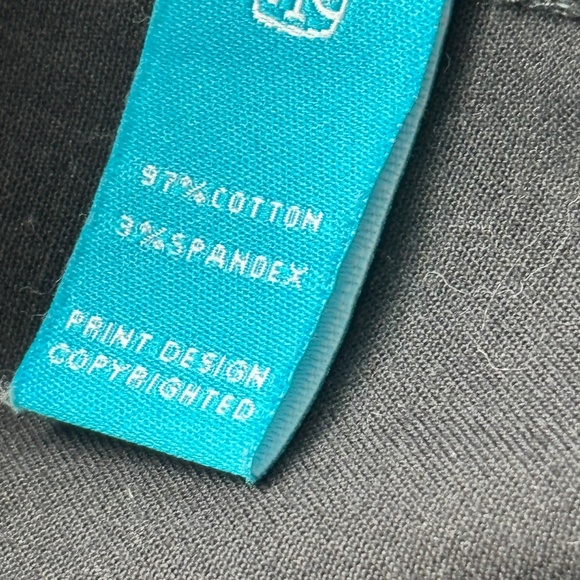 97%COTTON
3%SPANDEX
PRINT DESIGN
COPYRIGHTED